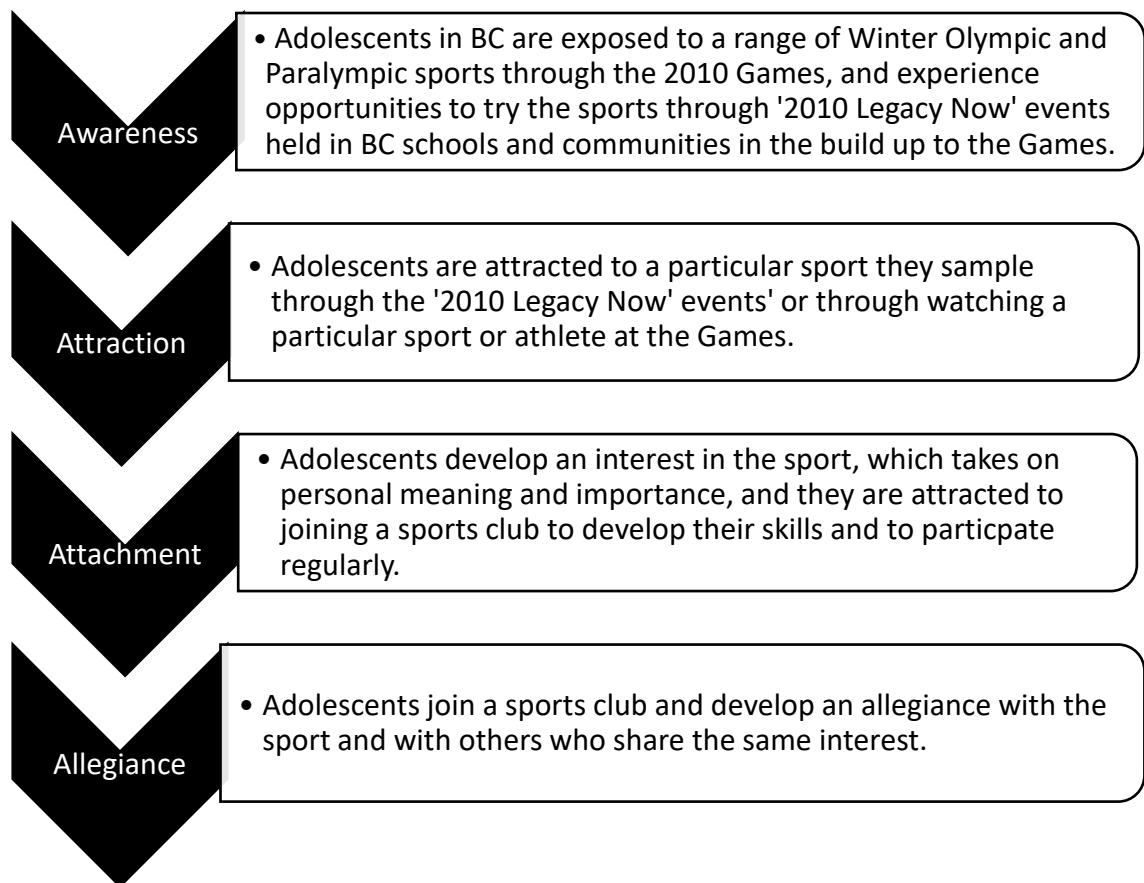 Awareness
• Adolescents in BC are exposed to a range of Winter Olympic and
Paralympic sports through the 2010 Games, and experience
opportunities to try the sports through '2010 Legacy Now' events
held in BC schools and communities in the build up to the Games.
Attraction
• Adolescents are attracted to a particular sport they sample
through the '2010 Legacy Now' events' or through watching a
particular sport or athlete at the Games.
Attachment
• Adolescents develop an interest in the sport, which takes on
personal meaning and importance, and they are attracted to
joining a sports club to develop their skills and to particpate
regularly.
Allegiance
• Adolescents join a sports club and develop an allegiance with the
sport and with others who share the same interest.